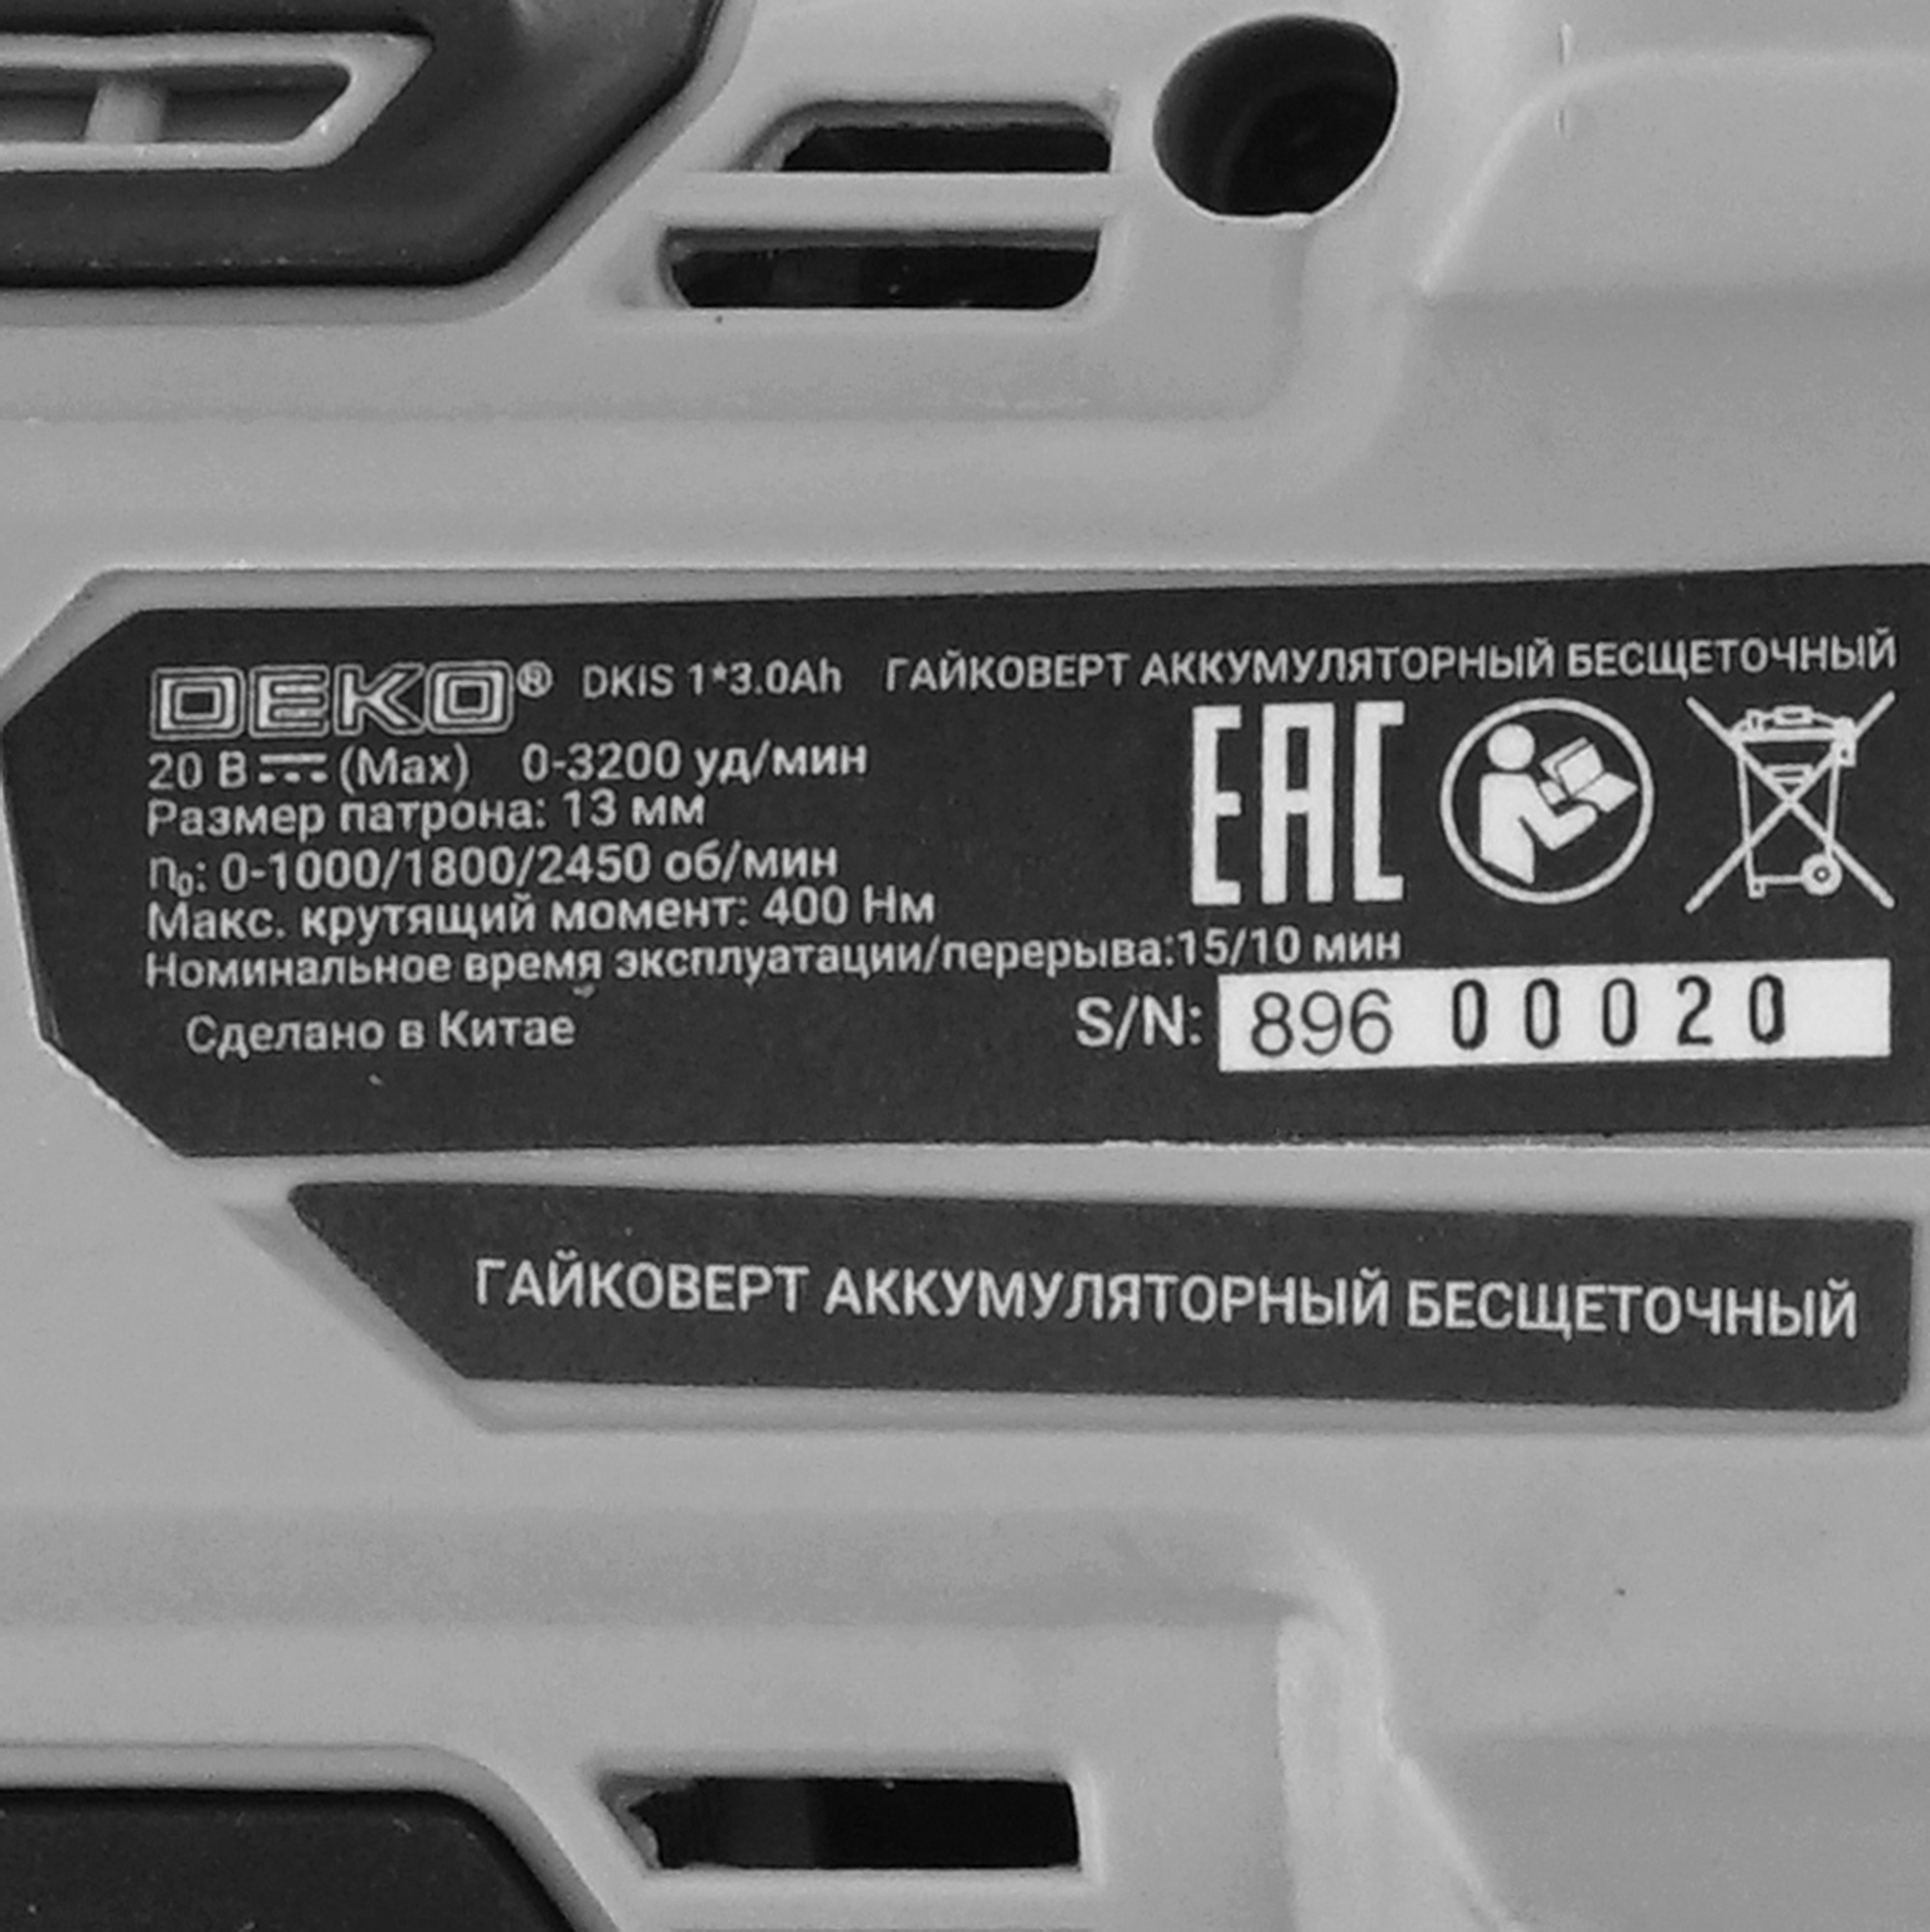 DEKO® DKIS 1*3.0Ah ГАЙКОВЕРТ АККУМУЛЯТОРНЫЙ БЕСЩЕТОЧНЫЙ
20 В (Max) 0-3200 уд/мин
Размер патрона: 13 мм
n₀: 0-1000/1800/2450 об/мин
Макс. крутящий момент: 400 Нм
Номинальное время эксплуатации/перерыва:15/10 мин
EAC
Сделано в Китае
S/N: 896 00020
ГАЙКОВЕРТ АККУМУЛЯТОРНЫЙ БЕСЩЕТОЧНЫЙ